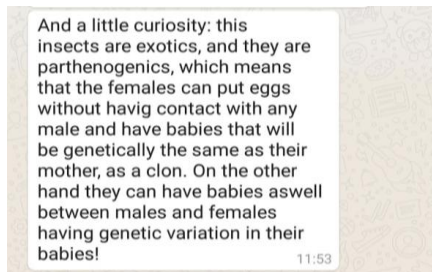 And a little curiosity: this
insects are exotics, and they are
parthenogenics, which means
that the females can put eggs
without havig contact with any
male and have babies that will
be genetically the same as their
mother, as a clon. On the other
hand they can have babies aswell
between males and females
having genetic variation in their
babies!
11:53